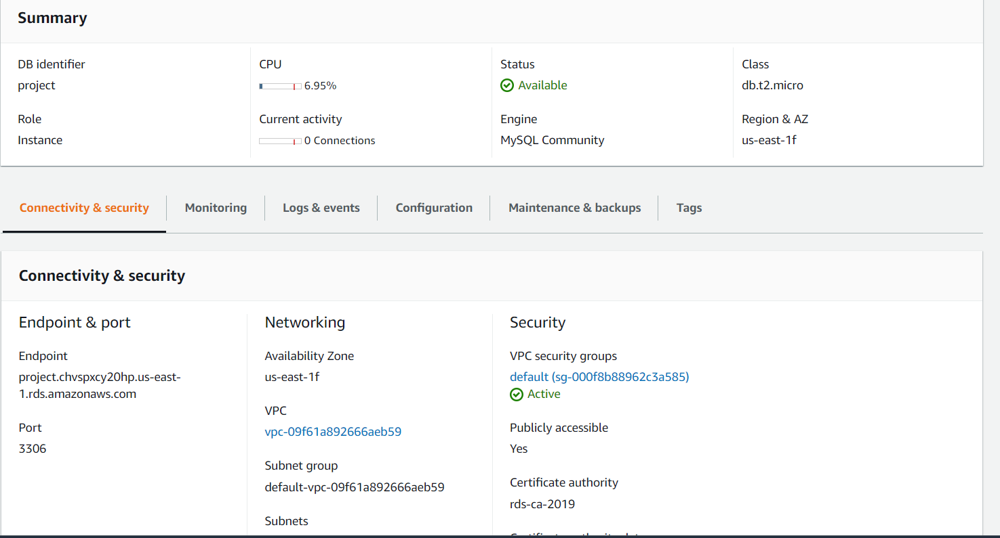 Summary
DB identifier
project
CPU
6.95%
Status
Available
Class
db.t2.micro
Role
Instance
Current activity
0 Connections
Engine
MySQL Community
Region & AZ
us-east-1f
Connectivity & security
Monitoring
Logs & events
Configuration
Maintenance & backups
Tags
Connectivity & security
Endpoint & port
Endpoint
project.chvspxcy20hp.us-east-
1.rds.amazonaws.com
Port
3306
Networking
Availability Zone
us-east-1f
VPC
vpc-09f61a892666aeb59
Subnet group
default-vpc-09f61a892666aeb59
Subnets
Security
VPC security groups
default (sg-000f8b88962c3a585)
Active
Publicly accessible
Yes
Certificate authority
rds-ca-2019